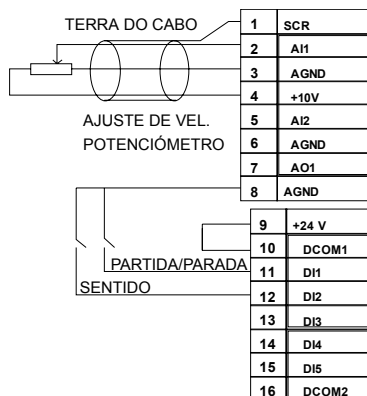 TERRA DO CABO
AJUSTE DE VEL.
POTENCIÓMETRO
1 SCR
2 AI1
3 AGND
4 +10V
5 AI2
6 AGND
7 AO1
8 AGND
PARTIDA/PARADA
SENTIDO
9 +24 V
10 DCOM1
11 DI1
12 DI2
13 DI3
14 DI4
15 DI5
16 DCOM2